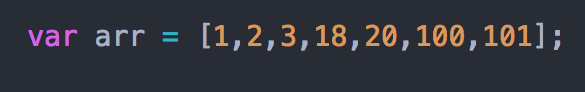 var arr = [1,2,3,18,20,100,101];